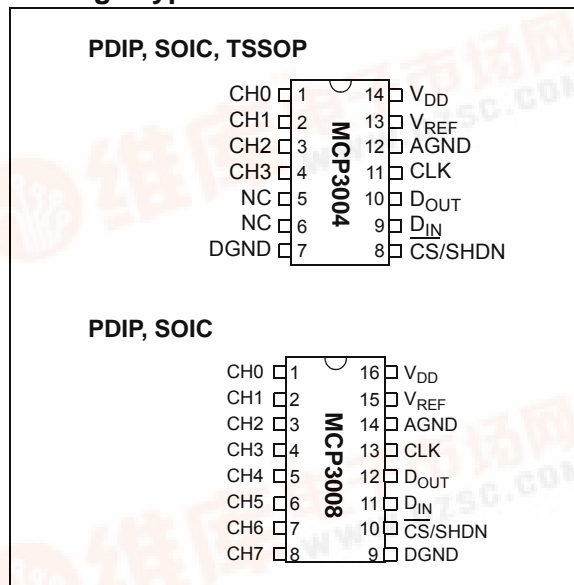 PDIP, SOIC, TSSOP
CH0 1 14 VDD
CH1 2 13 VREF
CH2 3 12 AGND
CH3 4 11 CLK
NC 5 10 DOUT
NC 6 9 DIN
DGND 7 8 CS/SHDN
MCP3004
PDIP, SOIC
CH0 1 16 VDD
CH1 2 15 VREF
CH2 3 14 AGND
CH3 4 13 CLK
CH4 5 12 DOUT
CH5 6 11 DIN
CH6 7 10 CS/SHDN
CH7 8 9 DGND
MCP3008